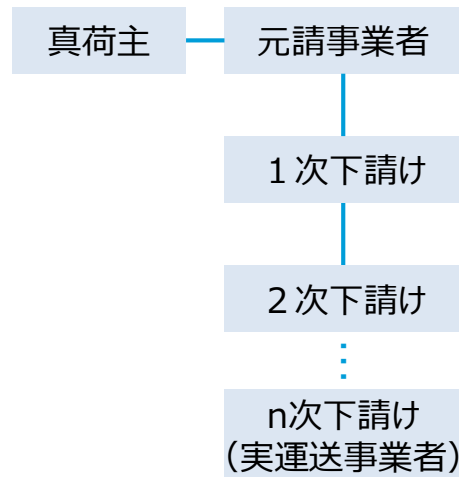 真荷主
元請事業者
１次下請け
２次下請け
n次下請け
（実運送事業者）